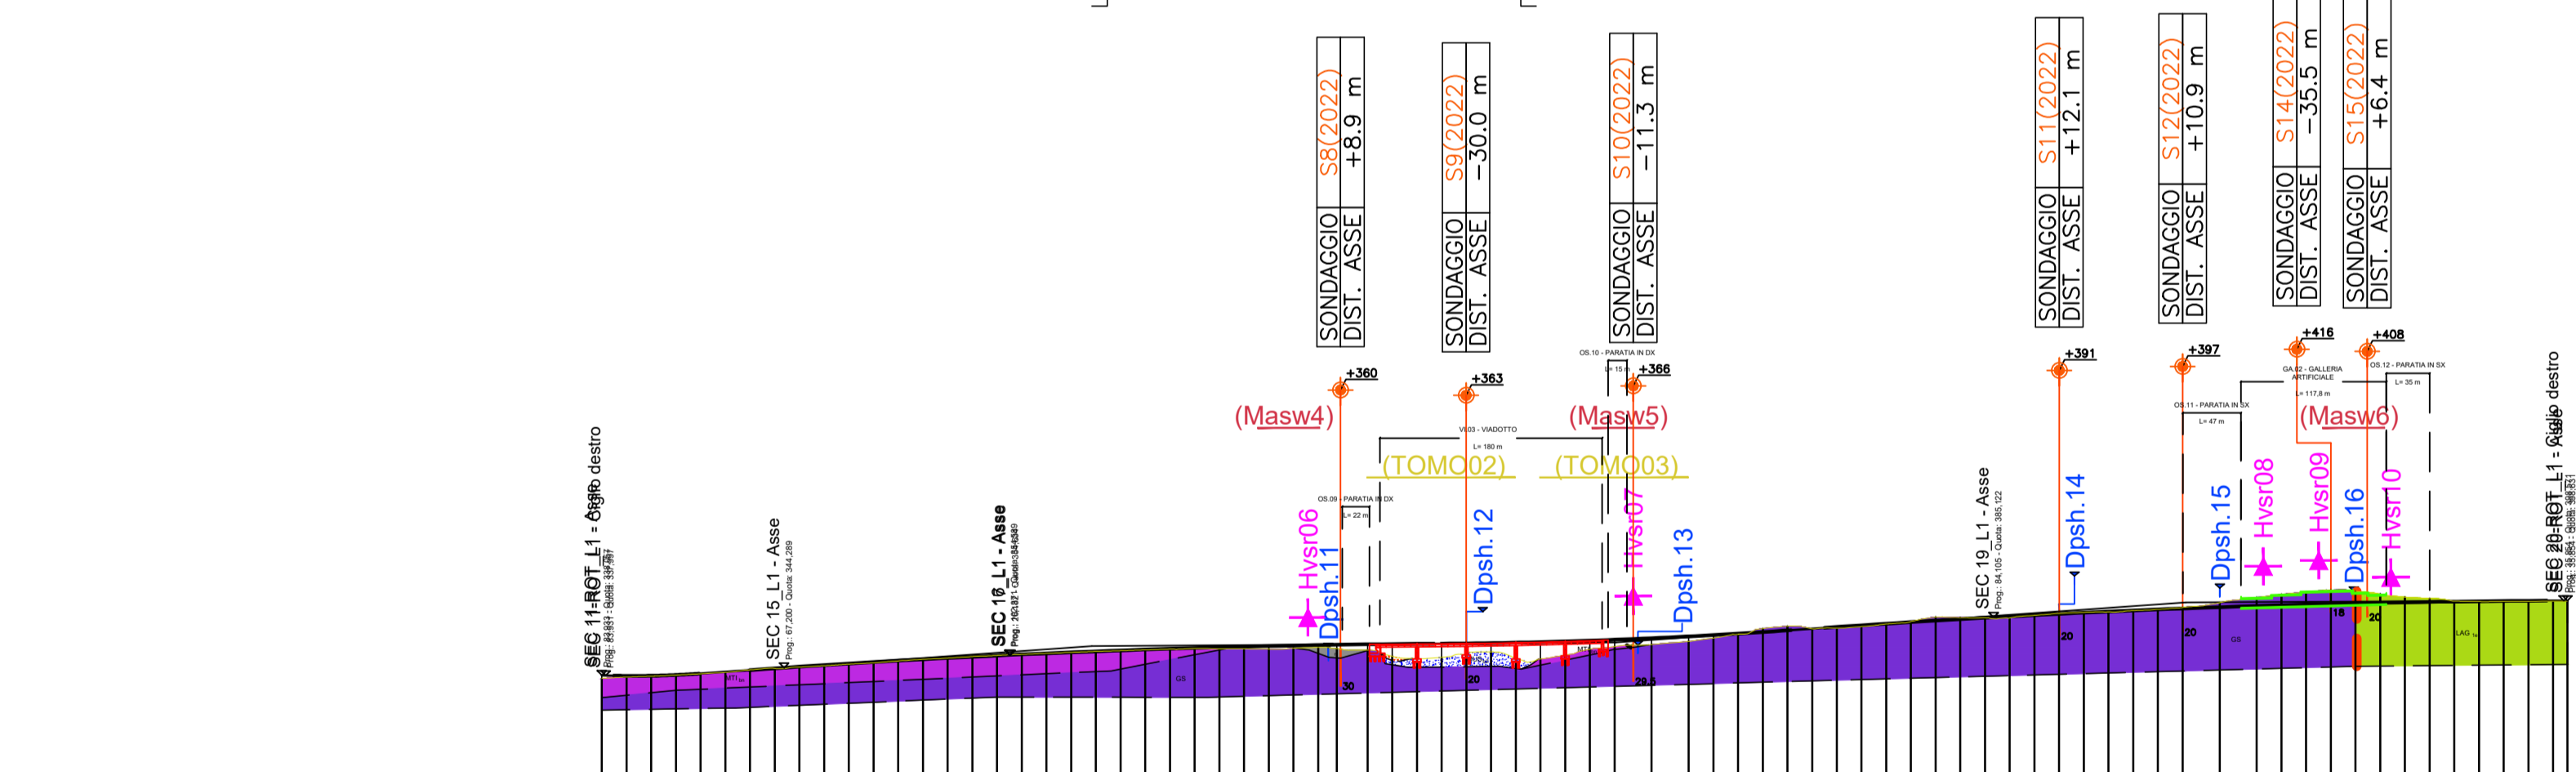 SONDAGGIO S8(2022)
DIST. ASSE +8.9 m
SONDAGGIO S9(2022)
DIST. ASSE -30.0 m
SONDAGGIO S10(2022)
DIST. ASSE -11.3 m
SONDAGGIO S11(2022)
DIST. ASSE +12.1 m
SONDAGGIO S12(2022)
DIST. ASSE +10.9 m
SONDAGGIO S14(2022)
DIST. ASSE -35.5 m
SONDAGGIO S15(2022)
DIST. ASSE +6.4 m
+360
+363
+366
+391
+397
+416
+408
OS.10 - PARATIA IN DX
L= 15 m
GA.02 - GALLERIA
ARTIFICIALE
L= 117,8 m
OS.12 - PARATIA IN SX
L= 35 m
OS.11 - PARATIA IN SX
L= 47 m
(Masw4)
(Masw5)
(Masw6)
VI.03 - VIADOTTO
L= 180 m
(TOMO02)
(TOMO03)
OS.09 - PARATIA IN DX
L= 22 m
SEC 15_L1 - Asse
Prog.: 67,200 - Quota: 344,289
SEC 19_L1 - Asse
Prog.: 84,105 - Quota: 385,122
Hvsr06
Dpsh.11
Dpsh.12
Hvsr07
Dpsh.13
Dpsh.14
Dpsh.15
Hvsr08
Hvsr09
Dpsh.16
Hvsr10
GS
30
20
29.5
20
20
GS
18
20
LAG